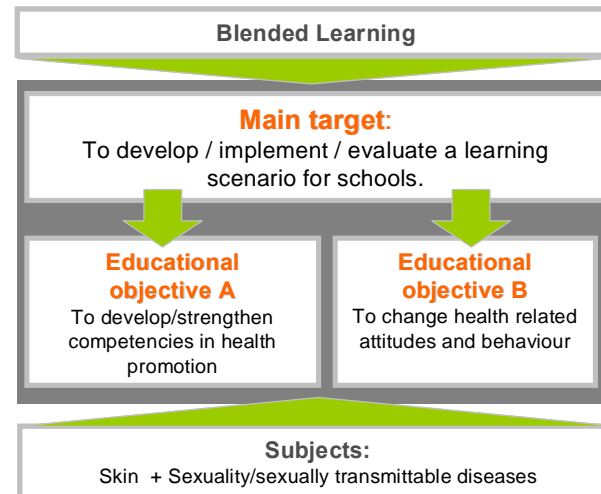 Blended Learning
Main target:
To develop / implement / evaluate a learning
scenario for schools.
Educational
objective A
To develop/strengthen
competencies in health
promotion
Educational
objective B
To change health related
attitudes and behaviour
Subjects:
Skin + Sexuality/sexually transmittable diseases